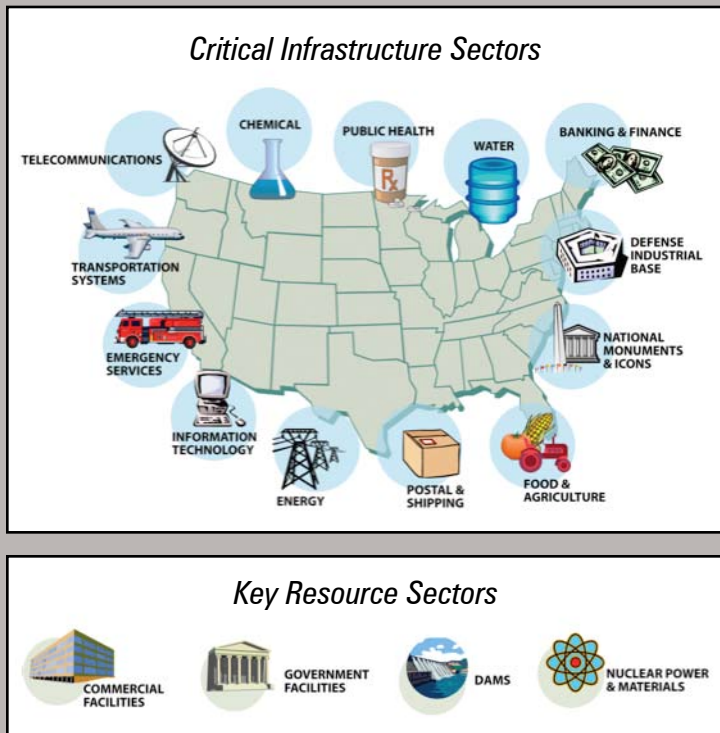 Critical Infrastructure Sectors
CHEMICAL
PUBLIC HEALTH
WATER
BANKING & FINANCE
TELECOMMUNICATIONS
Rx
TRANSPORTATION
SYSTEMS
DEFENSE
INDUSTRIAL
BASE
EMERGENCY
SERVICES
NATIONAL
MONUMENTS
& ICONS
INFORMATION
TECHNOLOGY
ENERGY
POSTAL &
SHIPPING
FOOD &
AGRICULTURE
Key Resource Sectors
COMMERCIAL
FACILITIES
GOVERNMENT
FACILITIES
DAMS
NUCLEAR POWER
& MATERIALS